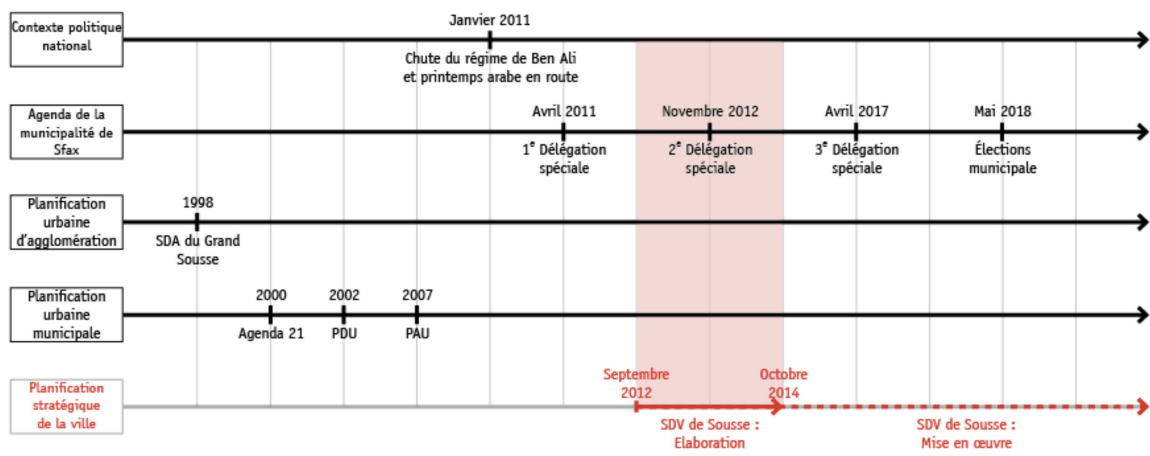 Contexte politique
national
Janvier 2011
Chute du régime de Ben Ali
et printemps arabe en route
Agenda de la
municipalité de
Sfax
Avril 2011
1e Délégation
spéciale
Novembre 2012
2e Délégation
spéciale
Avril 2017
3e Délégation
spéciale
Mai 2018
Élections
municipale
Planification
urbaine
d'agglomération
1998
SDA du Grand
Sousse
Planification
urbaine
municipale
2000
Agenda 21
2002
PDU
2007
PAU
Planification
stratégique
de la ville
Septembre
2012
Octobre
2014
SDV de Sousse :
Elaboration
SDV de Sousse :
Mise en œuvre